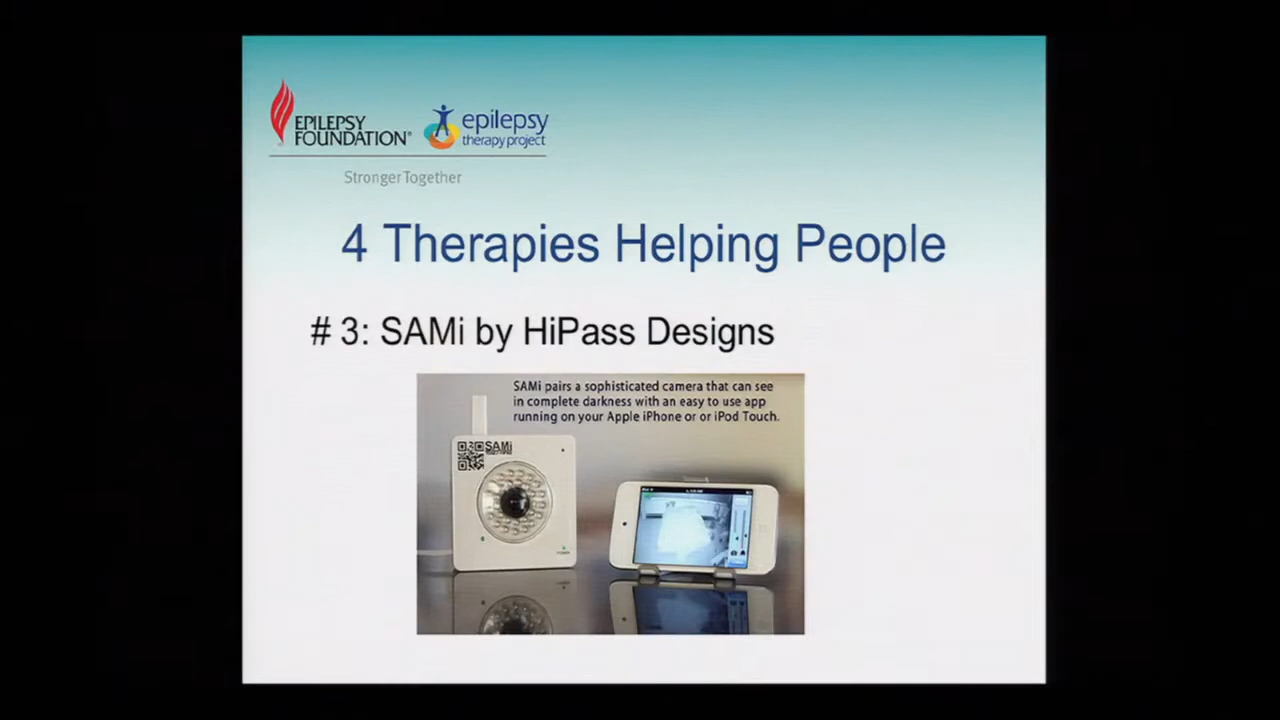 EPILEPSY
FOUNDATION®
epilepsy
therapy project
Stronger Together
4 Therapies Helping People
# 3: SAMi by HiPass Designs
SAMi pairs a sophisticated camera that can see
in complete darkness with an easy to use app
running on your Apple iPhone or or iPod Touch.
SAMi